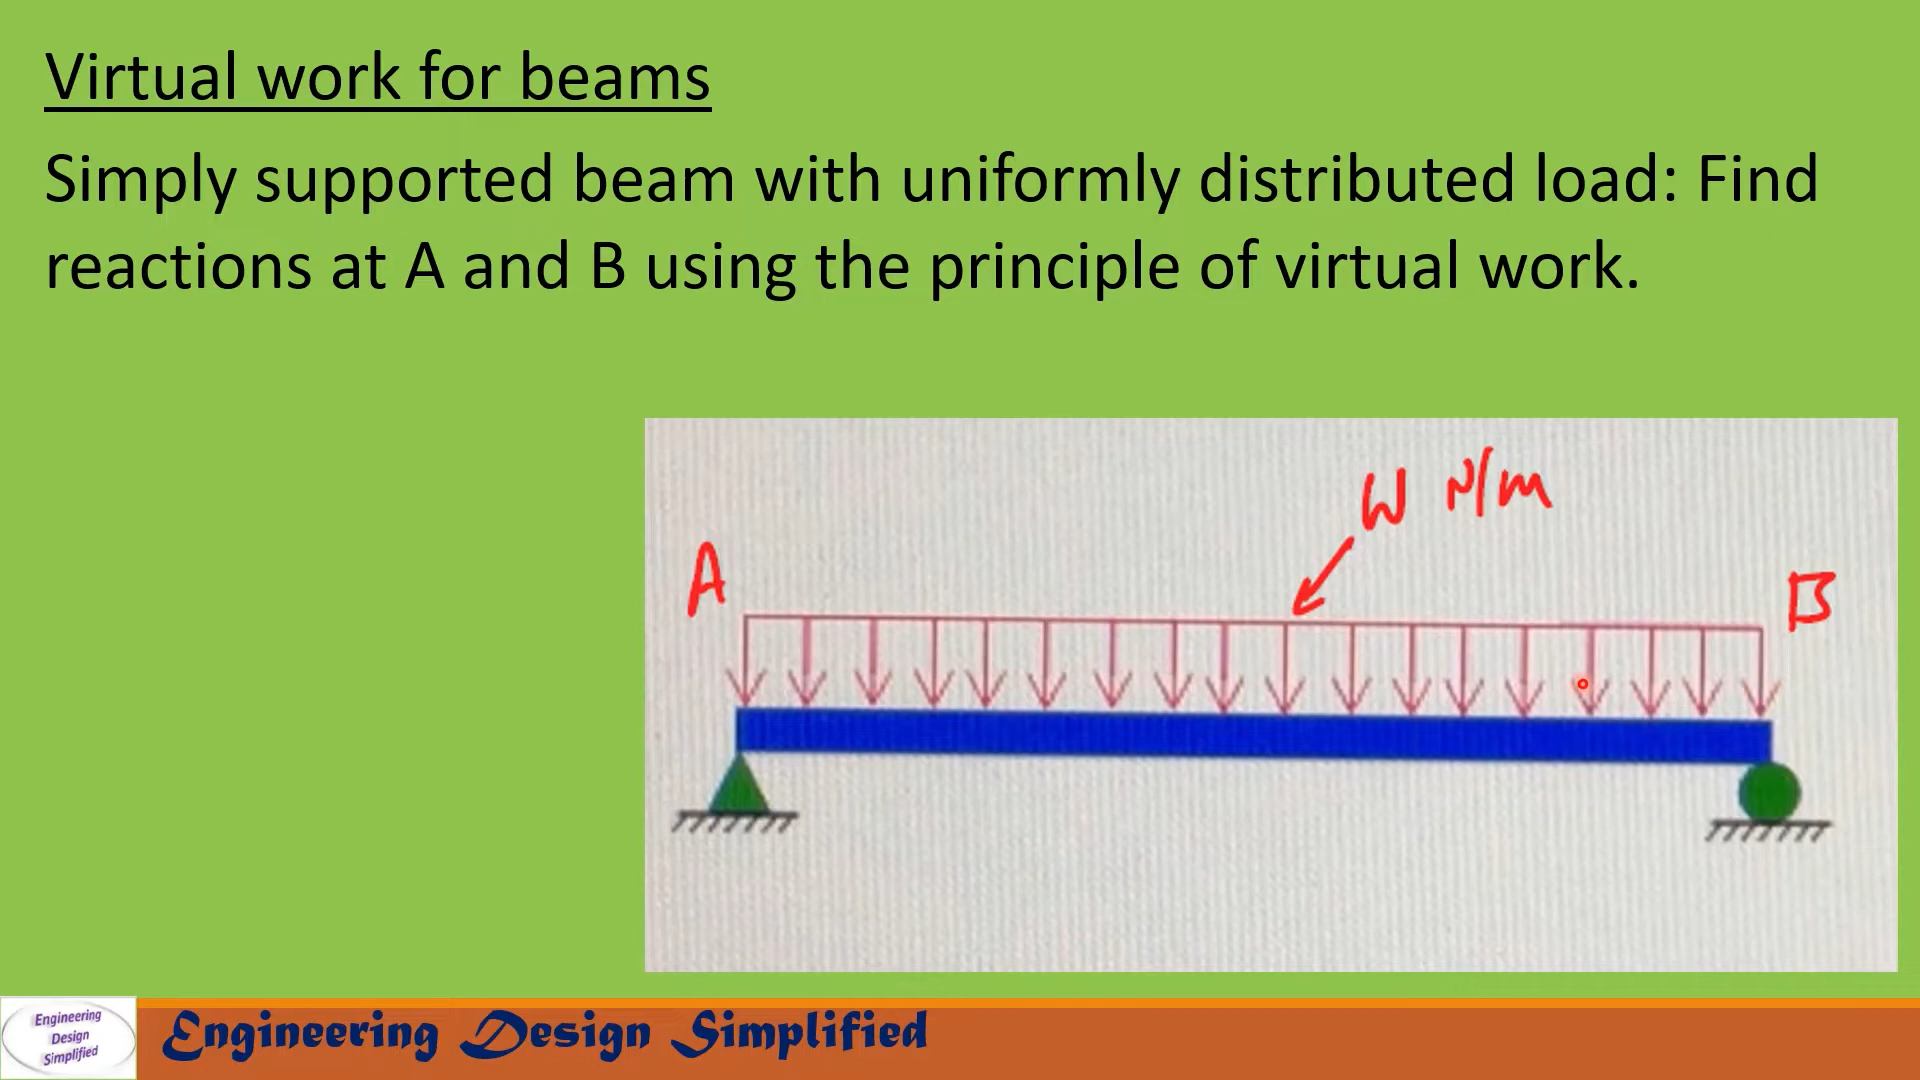 Virtual work for beams
Simply supported beam with uniformly distributed load: Find
reactions at A and B using the principle of virtual work.
W N/m
A
B
Engineering
Design
Simplified
Engineering Design Simplified